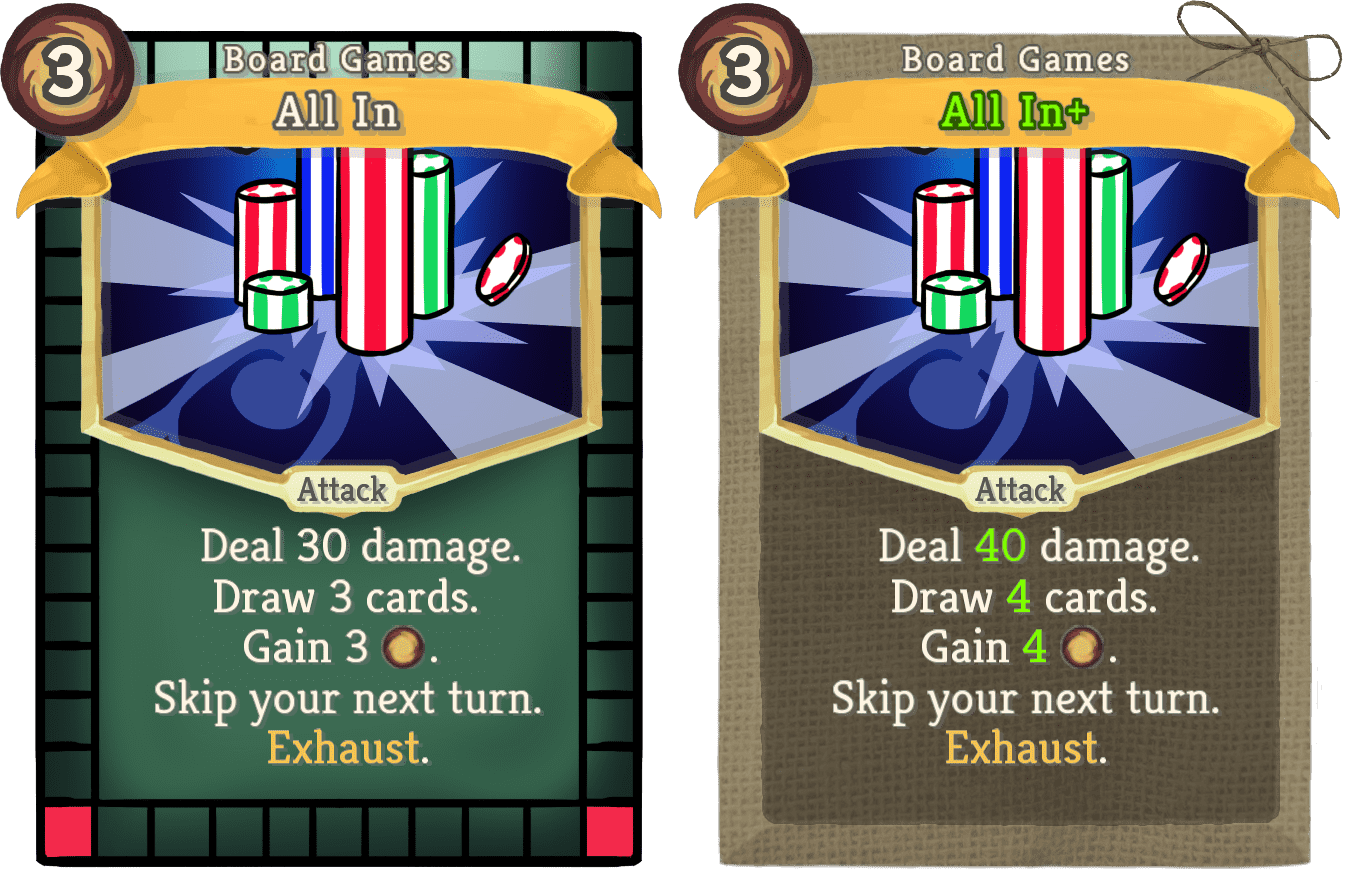 3
Board Games
All In
Attack
Deal 30 damage.
Draw 3 cards.
Gain 3 .
Skip your next turn.
Exhaust.
3
Board Games
All In+
Attack
Deal 40 damage.
Draw 4 cards.
Gain 4 .
Skip your next turn.
Exhaust.